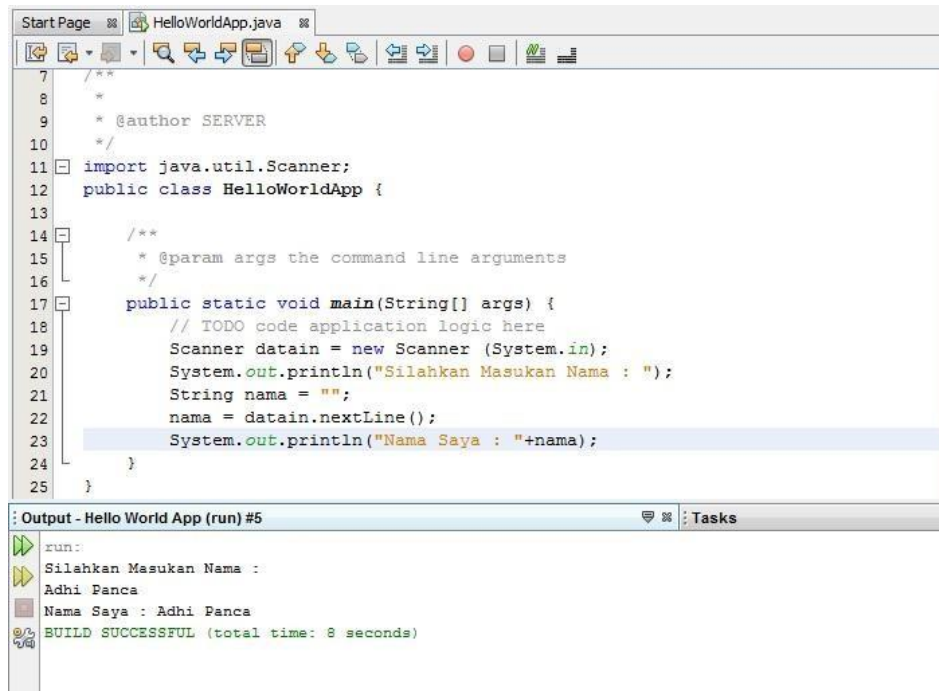 Start Page HelloWorldApp.java
7 /**
8 *
9 * @author SERVER
10 */
11 import java.util.Scanner;
12 public class HelloWorldApp {
13
14 /**
15 * @param args the command line arguments
16 */
17 public static void main(String[] args) {
18 // TODO code application logic here
19 Scanner datain = new Scanner (System.in);
20 System.out.println("Silahkan Masukan Nama : ");
21 String nama = "";
22 nama = datain.nextLine();
23 System.out.println("Nama Saya : "+nama);
24 }
25 }
Output - Hello World App (run) #5 Tasks
run:
Silahkan Masukan Nama :
Adhi Panca
Nama Saya : Adhi Panca
BUILD SUCCESSFUL (total time: 8 seconds)